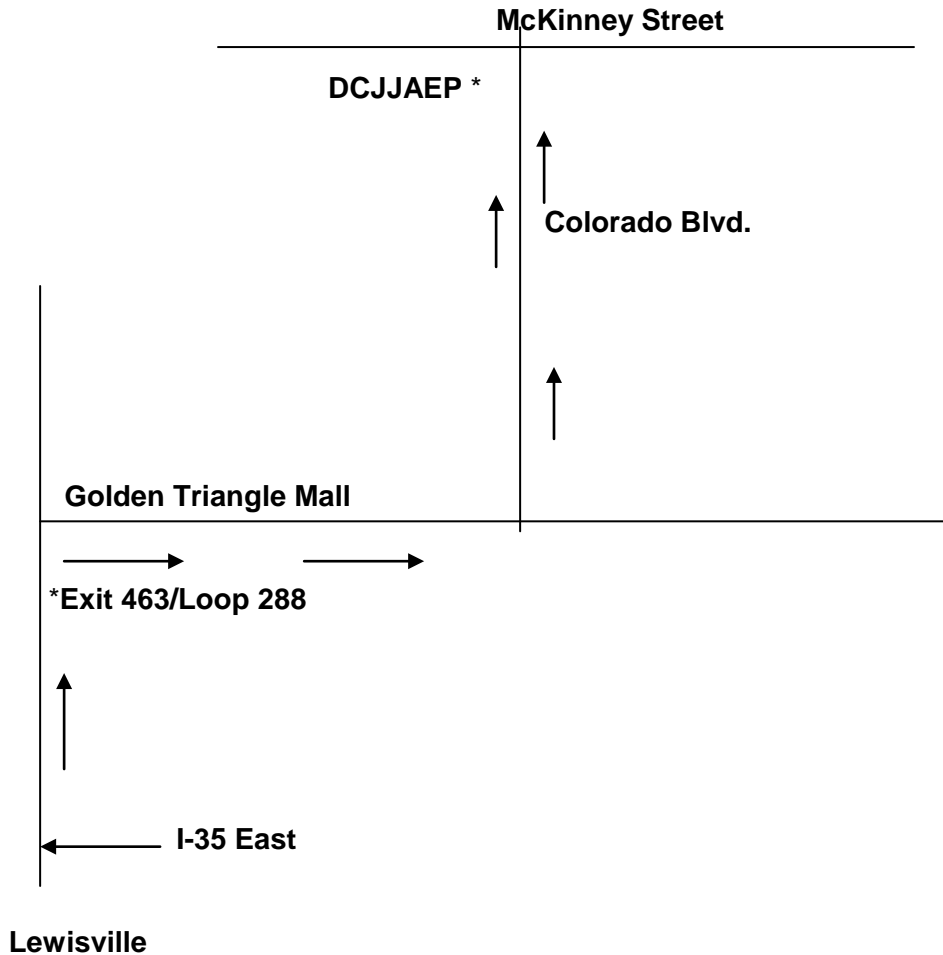 McKinney Street
DCJJAEP *
Colorado Blvd.
Golden Triangle Mall
*Exit 463/Loop 288
I-35 East
Lewisville